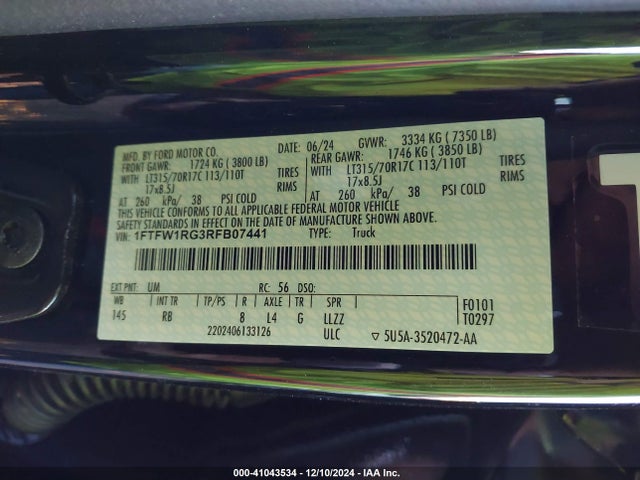 MFD. BY FORD MOTOR CO. DATE: 06/24 GVWR: 3334 KG ( 7350 LB)
FRONT GAWR: 1724 KG ( 3800 LB) REAR GAWR: 1746 KG ( 3850 LB)
WITH LT315/70R17C 113/110T TIRES WITH LT315/70R17C 113/110T TIRES
17x8.5J RIMS 17x8.5J RIMS
AT 260 kPa/ 38 PSI COLD AT 260 kPa/ 38 PSI COLD
THIS VEHICLE CONFORMS TO ALL APPLICABLE FEDERAL MOTOR VEHICLE
SAFETY STANDARDS IN EFFECT ON THE DATE OF MANUFACTURE SHOWN ABOVE.
VIN: 1FTFW1RG3RFB07441 TYPE: Truck
EXT PNT: UM RC: 56 DSO:
WB INT TR TP/PS R AXLE TR SPR F0101
145 RB 8 L4 G LLZZ T0297
2202406133126 ULC ▽ 5U5A-3520472-AA
000-41043534 — 12/10/2024 — IAA Inc.